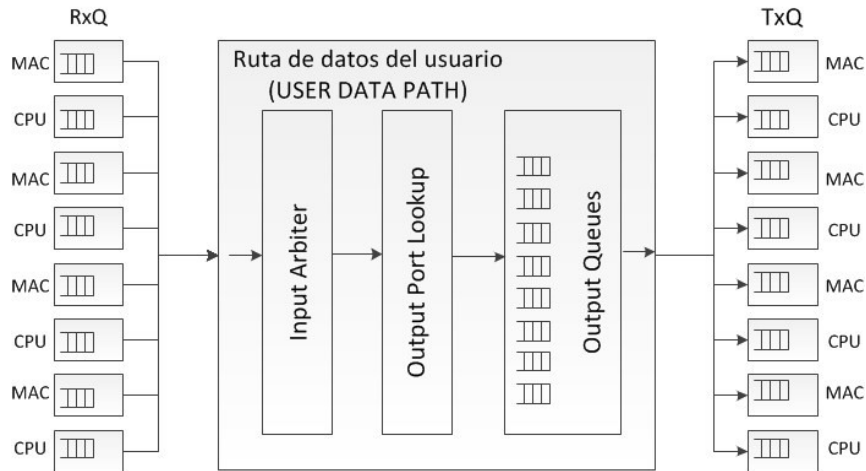 RxQ
TxQ
MAC
CPU
MAC
CPU
MAC
CPU
MAC
CPU
Ruta de datos del usuario
(USER DATA PATH)
Input Arbiter
Output Port Lookup
Output Queues
MAC
CPU
MAC
CPU
MAC
CPU
MAC
CPU